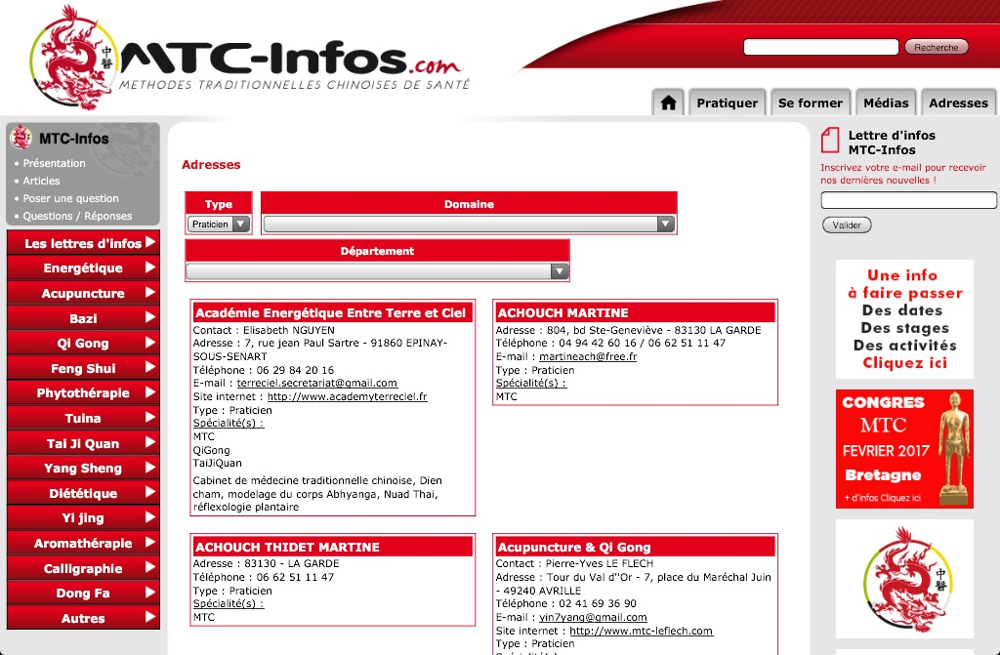 中醫
MTC-Infos.com
METHODES TRADITIONNELLES CHINOISES DE SANTÉ
Recherche
Pratiquer
Se former
Médias
Adresses
MTC-Infos
• Présentation
• Articles
• Poser une question
• Questions / Réponses
Les lettres d'infos
Energétique
Acupuncture
Bazi
Qi Gong
Feng Shui
Phytothérapie
Tuina
Tai Ji Quan
Yang Sheng
Diététique
Yi jing
Aromathérapie
Calligraphie
Dong Fa
Autres
Adresses
Type
Praticien
Domaine
Département
Académie Energétique Entre Terre et Ciel
Contact : Elisabeth NGUYEN
Adresse : 7, rue jean Paul Sartre - 91860 EPINAY-
SOUS-SENART
Téléphone : 06 29 84 20 16
E-mail : terreciel.secretariat@gmail.com
Site internet : http://www.academyterreciel.fr
Type : Praticien
Spécialité(s) :
MTC
QiGong
TaiJiQuan
Cabinet de médecine traditionnelle chinoise, Dien
cham, modelage du corps Abhyanga, Nuad Thai,
réflexologie plantaire
ACHOUCH MARTINE
Adresse : 804, bd Ste-Geneviève - 83130 LA GARDE
Téléphone : 04 94 42 60 16 / 06 62 51 11 47
E-mail : martineach@free.fr
Type : Praticien
Spécialité(s) :
MTC
ACHOUCH THIDET MARTINE
Adresse : 83130 - LA GARDE
Téléphone : 06 62 51 11 47
Type : Praticien
Spécialité(s) :
MTC
Acupuncture & Qi Gong
Contact : Pierre-Yves LE FLECH
Adresse : Tour du Val d''Or - 7, place du Maréchal Juin
- 49240 AVRILLE
Téléphone : 02 41 69 36 90
E-mail : yin7yang@gmail.com
Site internet : http://www.mtc-leflech.com
Type : Praticien
Spécialité(s) :
Lettre d'infos
MTC-Infos
Inscrivez votre e-mail pour recevoir
nos dernières nouvelles !
Valider
Une info
à faire passer
Des dates
Des stages
Des activités
Cliquez ici
CONGRES
MTC
FEVRIER 2017
Bretagne
+ d'infos Cliquez ici
中醫